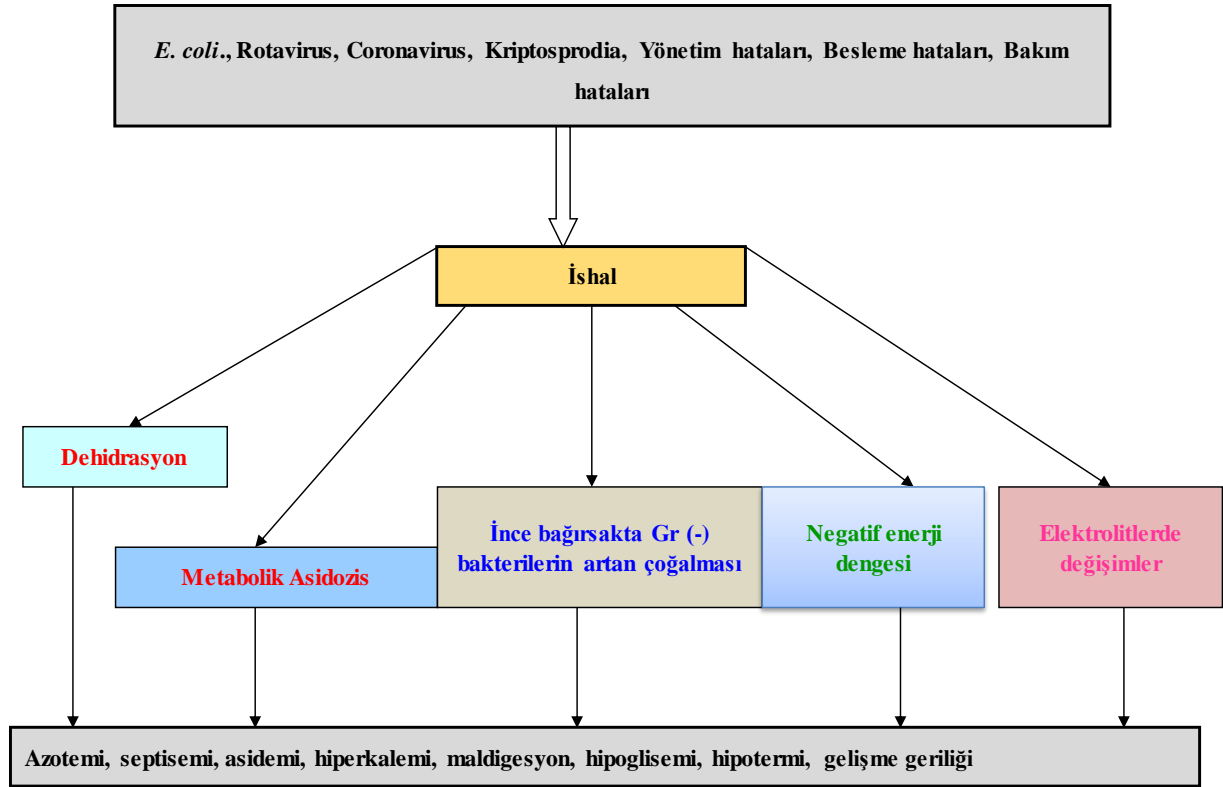 E. coli., Rotavirus, Coronavirus, Kriptosprodia, Yönetim hataları, Besleme hataları, Bakım
hataları
İshal
Dehidrasyon
Metabolik Asidozis
İnce bağırsakta Gr (-)
bakterilerin artan çoğalması
Negatif enerji
dengesi
Elektrolitlerde
değişimler
Azotemi, septisemi, asidemi, hiperkalemi, maldigesyon, hipoglisemi, hipotermi, gelişme geriliği